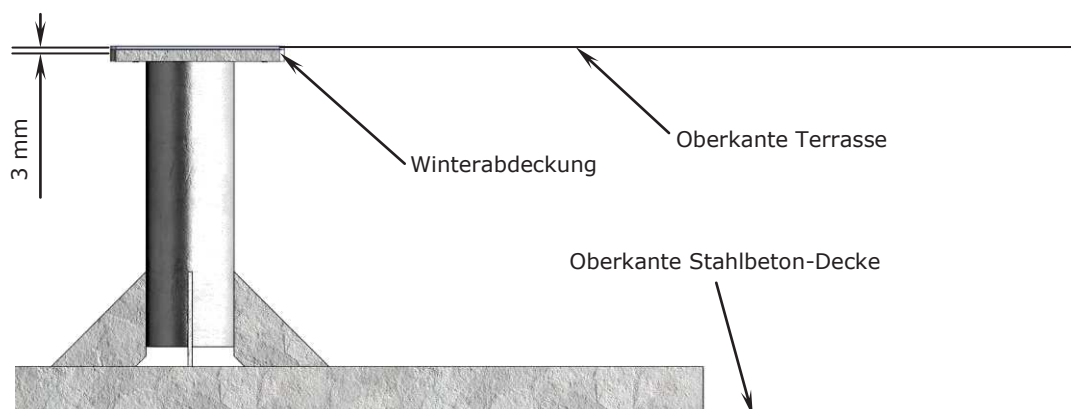 3 mm
Oberkante Terrasse
Winterabdeckung
Oberkante Stahlbeton-Decke